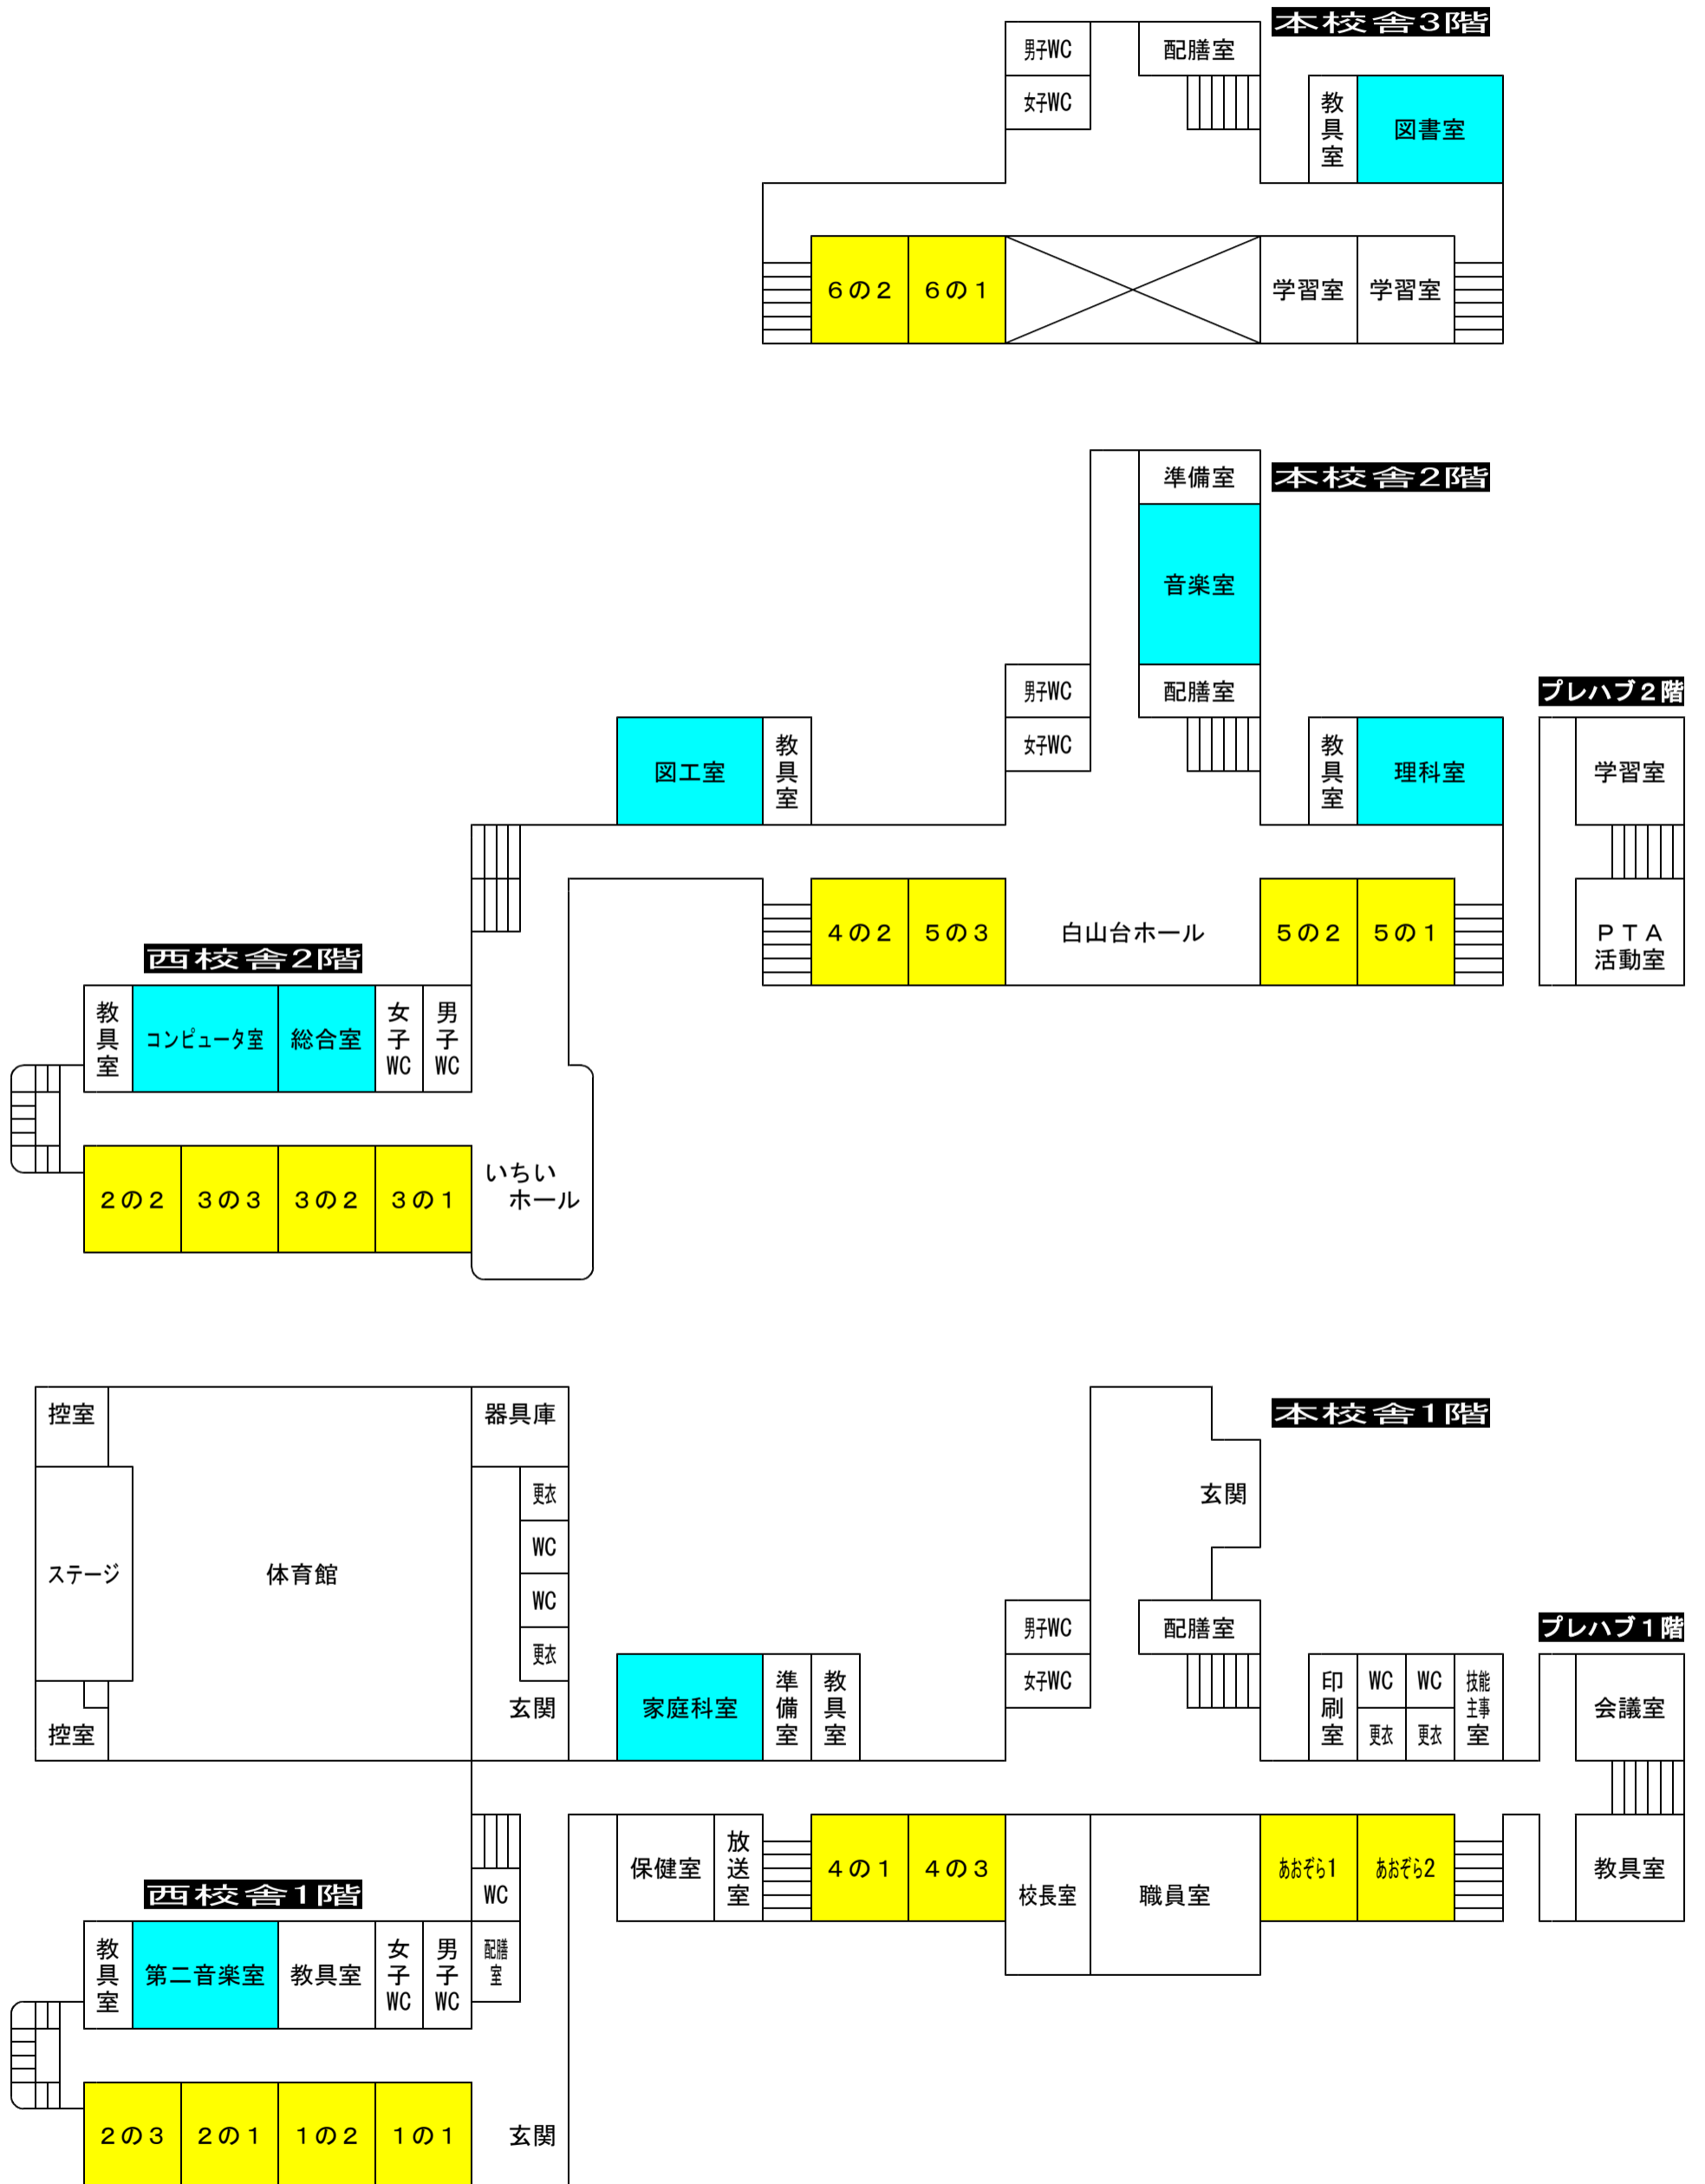 本校舎3階
男子WC
配膳室
女子WC
教具室
図書室
6の2
6の1
学習室
学習室
本校舎2階
準備室
音楽室
男子WC
配膳室
プレハブ2階
女子WC
図工室
教具室
教具室
理科室
学習室
4の2
5の3
白山台ホール
5の2
5の1
PTA
活動室
西校舎2階
教具室
コンピュータ室
総合室
女子WC
男子WC
いちい
ホール
2の2
3の3
3の2
3の1
本校舎1階
控室
器具庫
更衣
玄関
WC
ステージ
体育館
WC
更衣
男子WC
配膳室
プレハブ1階
女子WC
控室
玄関
家庭科室
準備室
教具室
印刷室
WC
WC
更衣
更衣
技能主事室
会議室
保健室
放送室
4の1
4の3
校長室
職員室
あおぞら1
あおぞら2
教具室
西校舎1階
WC
教具室
第二音楽室
教具室
女子WC
男子WC
配膳室
2の3
2の1
1の2
1の1
玄関